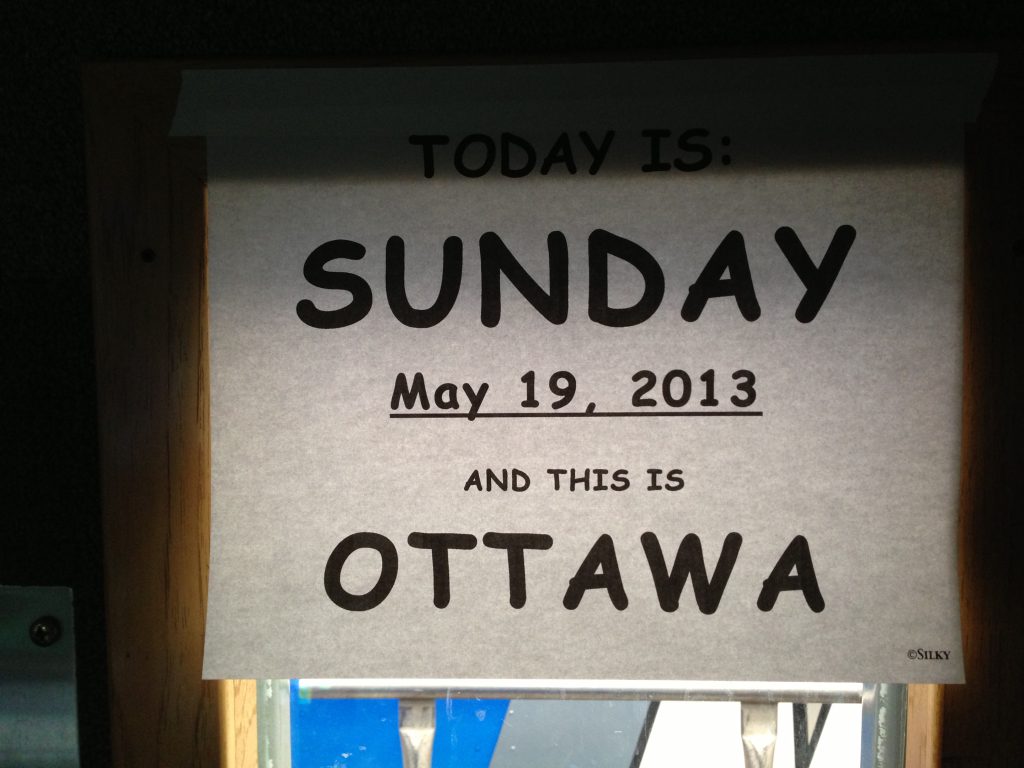 TODAY IS:
SUNDAY
May 19, 2013
AND THIS IS
OTTAWA
©SILKY